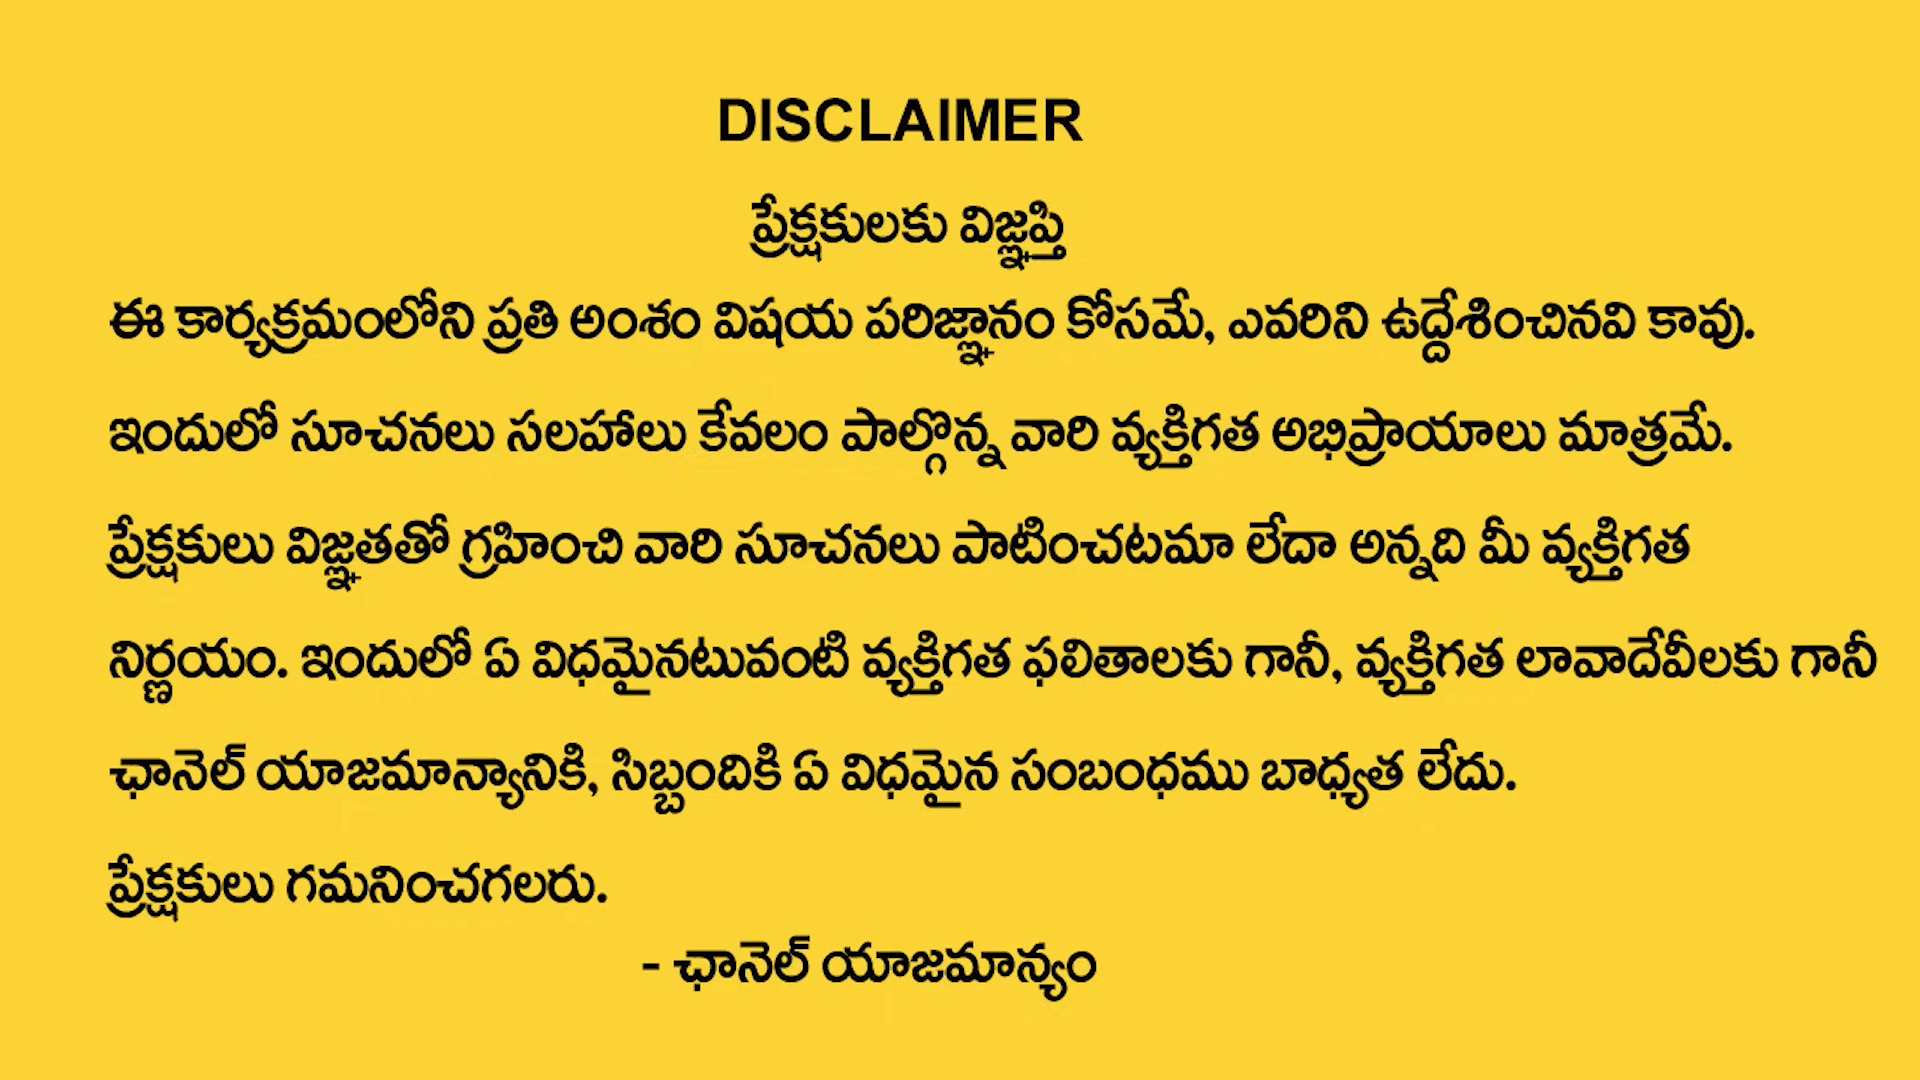 DISCLAIMER
ప్రేక్షకులకు విజ్ఞప్తి
ఈ కార్యక్రమంలోని ప్రతి అంశం విషయ పరిజ్ఞానం కోసమే, ఎవరిని ఉద్దేశించినవి కావు.
ఇందులో సూచనలు సలహాలు కేవలం పాల్గొన్న వారి వ్యక్తిగత అభిప్రాయాలు మాత్రమే.
ప్రేక్షకులు విజ్ఞతతో గ్రహించి వారి సూచనలు పాటించటమా లేదా అన్నది మీ వ్యక్తిగత
నిర్ణయం. ఇందులో ఏ విధమైనటువంటి వ్యక్తిగత ఫలితాలకు గానీ, వ్యక్తిగత లావాదేవీలకు గానీ
ఛానెల్ యాజమాన్యానికి, సిబ్బందికి ఏ విధమైన సంబంధము బాధ్యత లేదు.
ప్రేక్షకులు గమనించగలరు.
- ఛానెల్ యాజమాన్యం